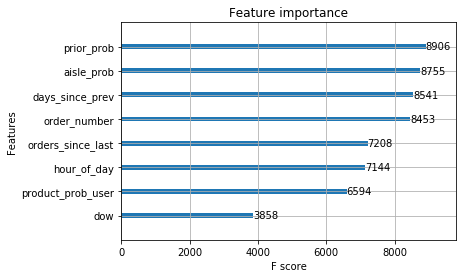 Feature importance
Features
prior_prob 8906
aisle_prob 8755
days_since_prev 8541
order_number 8453
orders_since_last 7208
hour_of_day 7144
product_prob_user 6594
dow 3858
0 2000 4000 6000 8000
F score